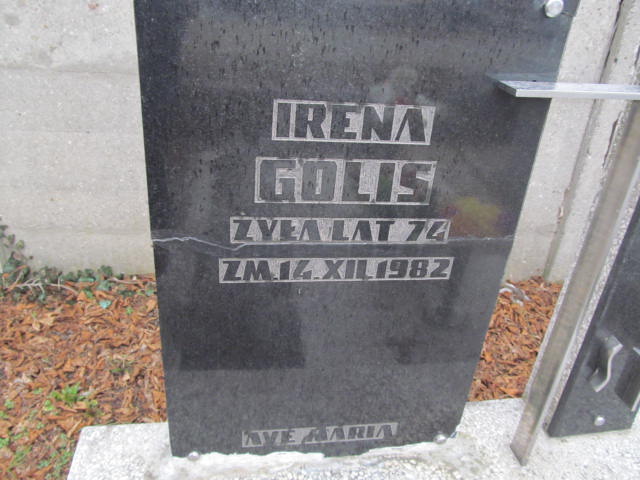 IRENA
GOLIS
ŻYŁA LAT 74
ZM.14.XII.1982
AVE MARIA